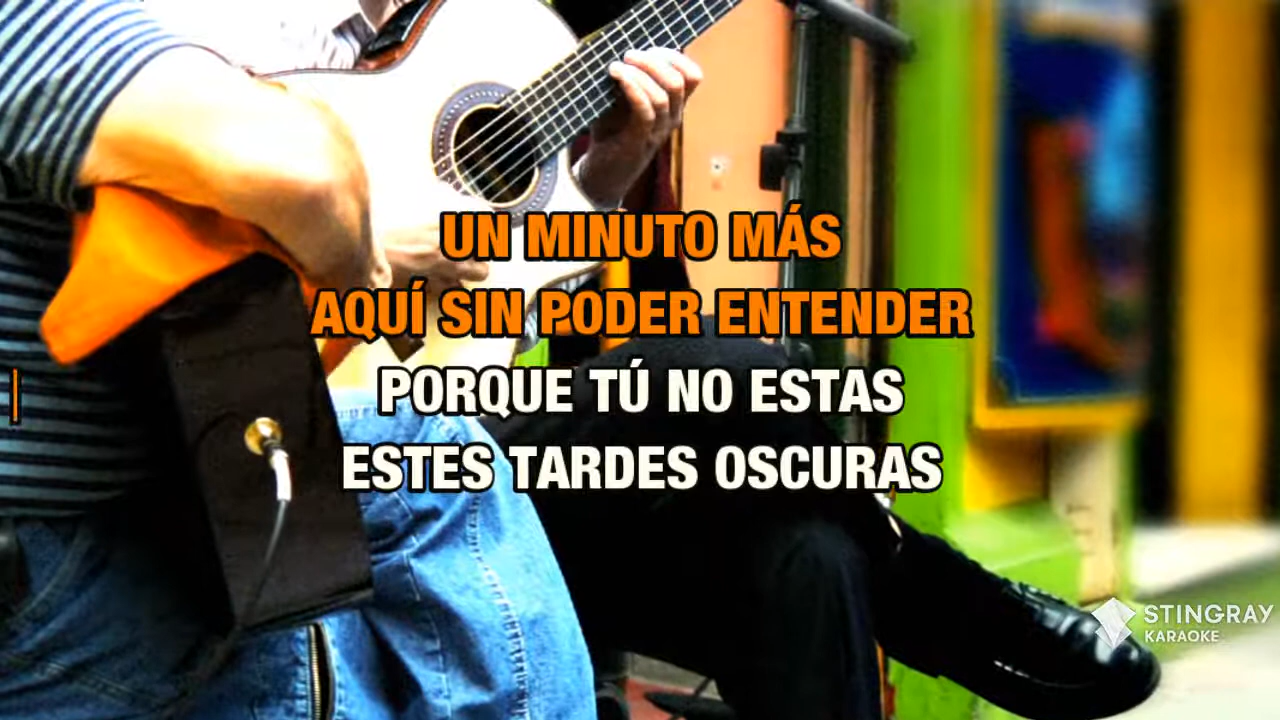 UN MINUTO MÁS
AQUÍ SIN PODER ENTENDER
PORQUE TÚ NO ESTAS
ESTES TARDES OSCURAS
STINGRAY
KARAOKE